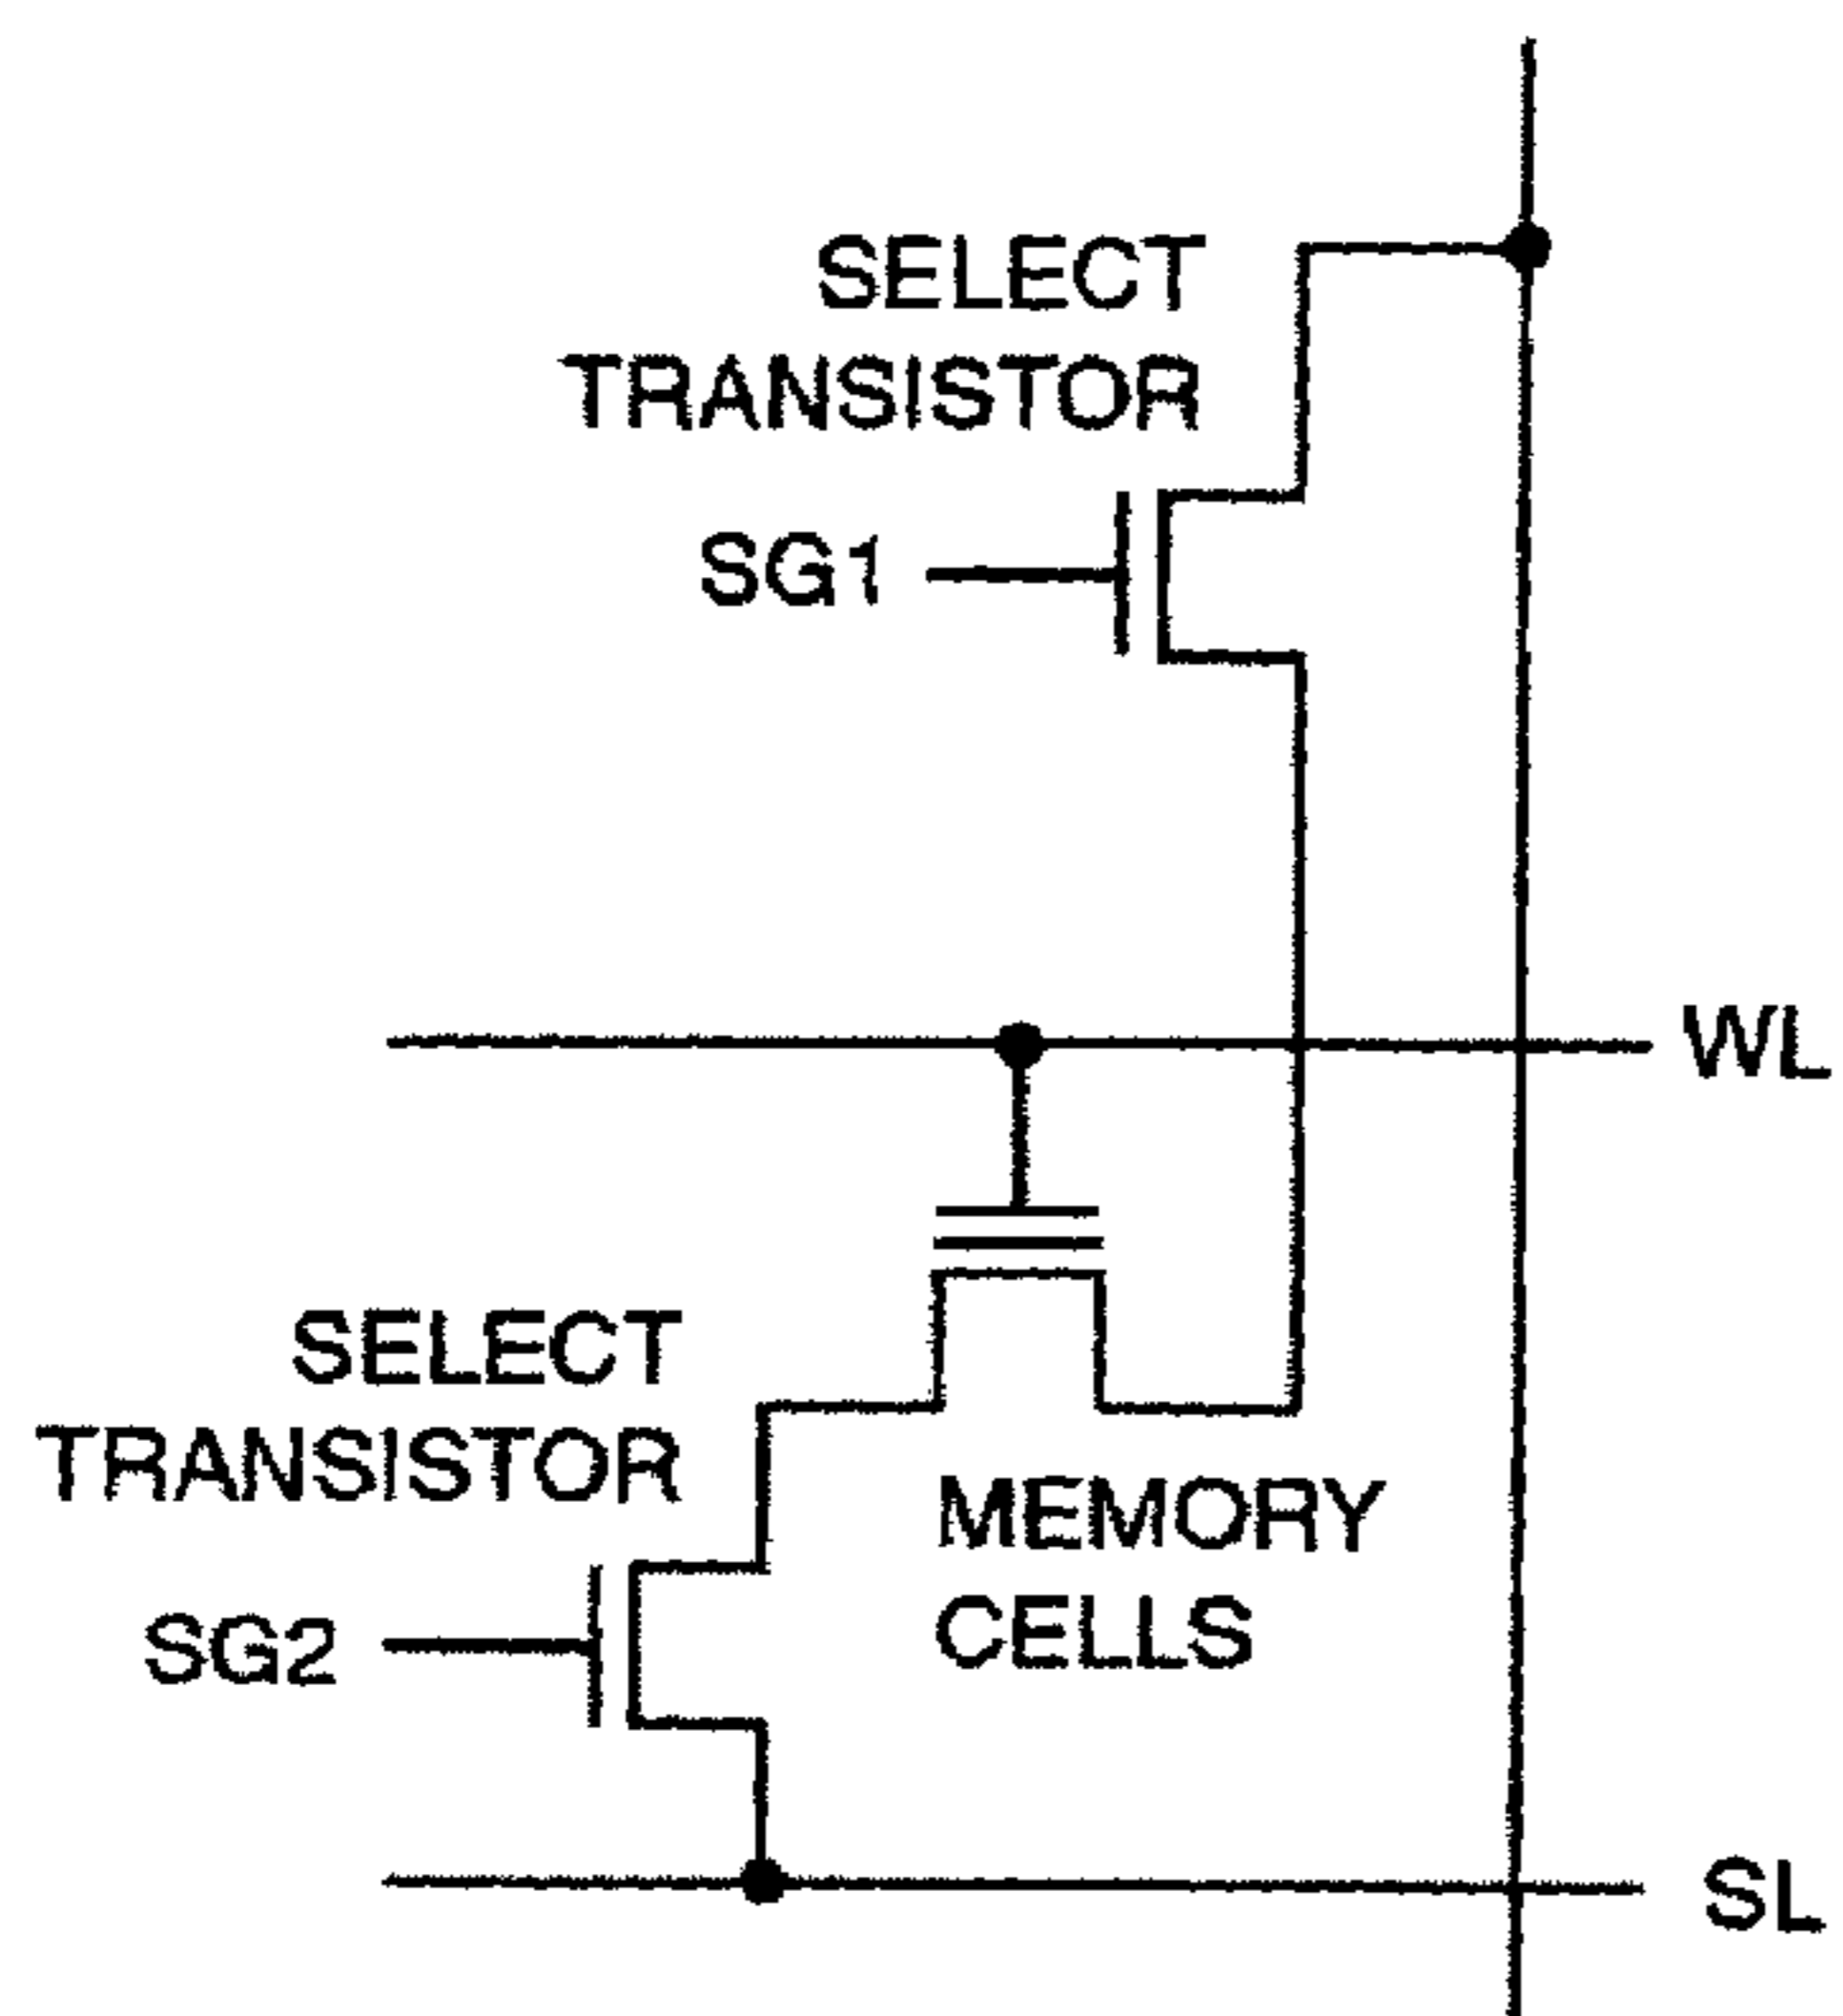 SELECT
TRANSISTOR
SG1
WL
SELECT
TRANSISTOR
MEMORY
CELLS
SG2
SL